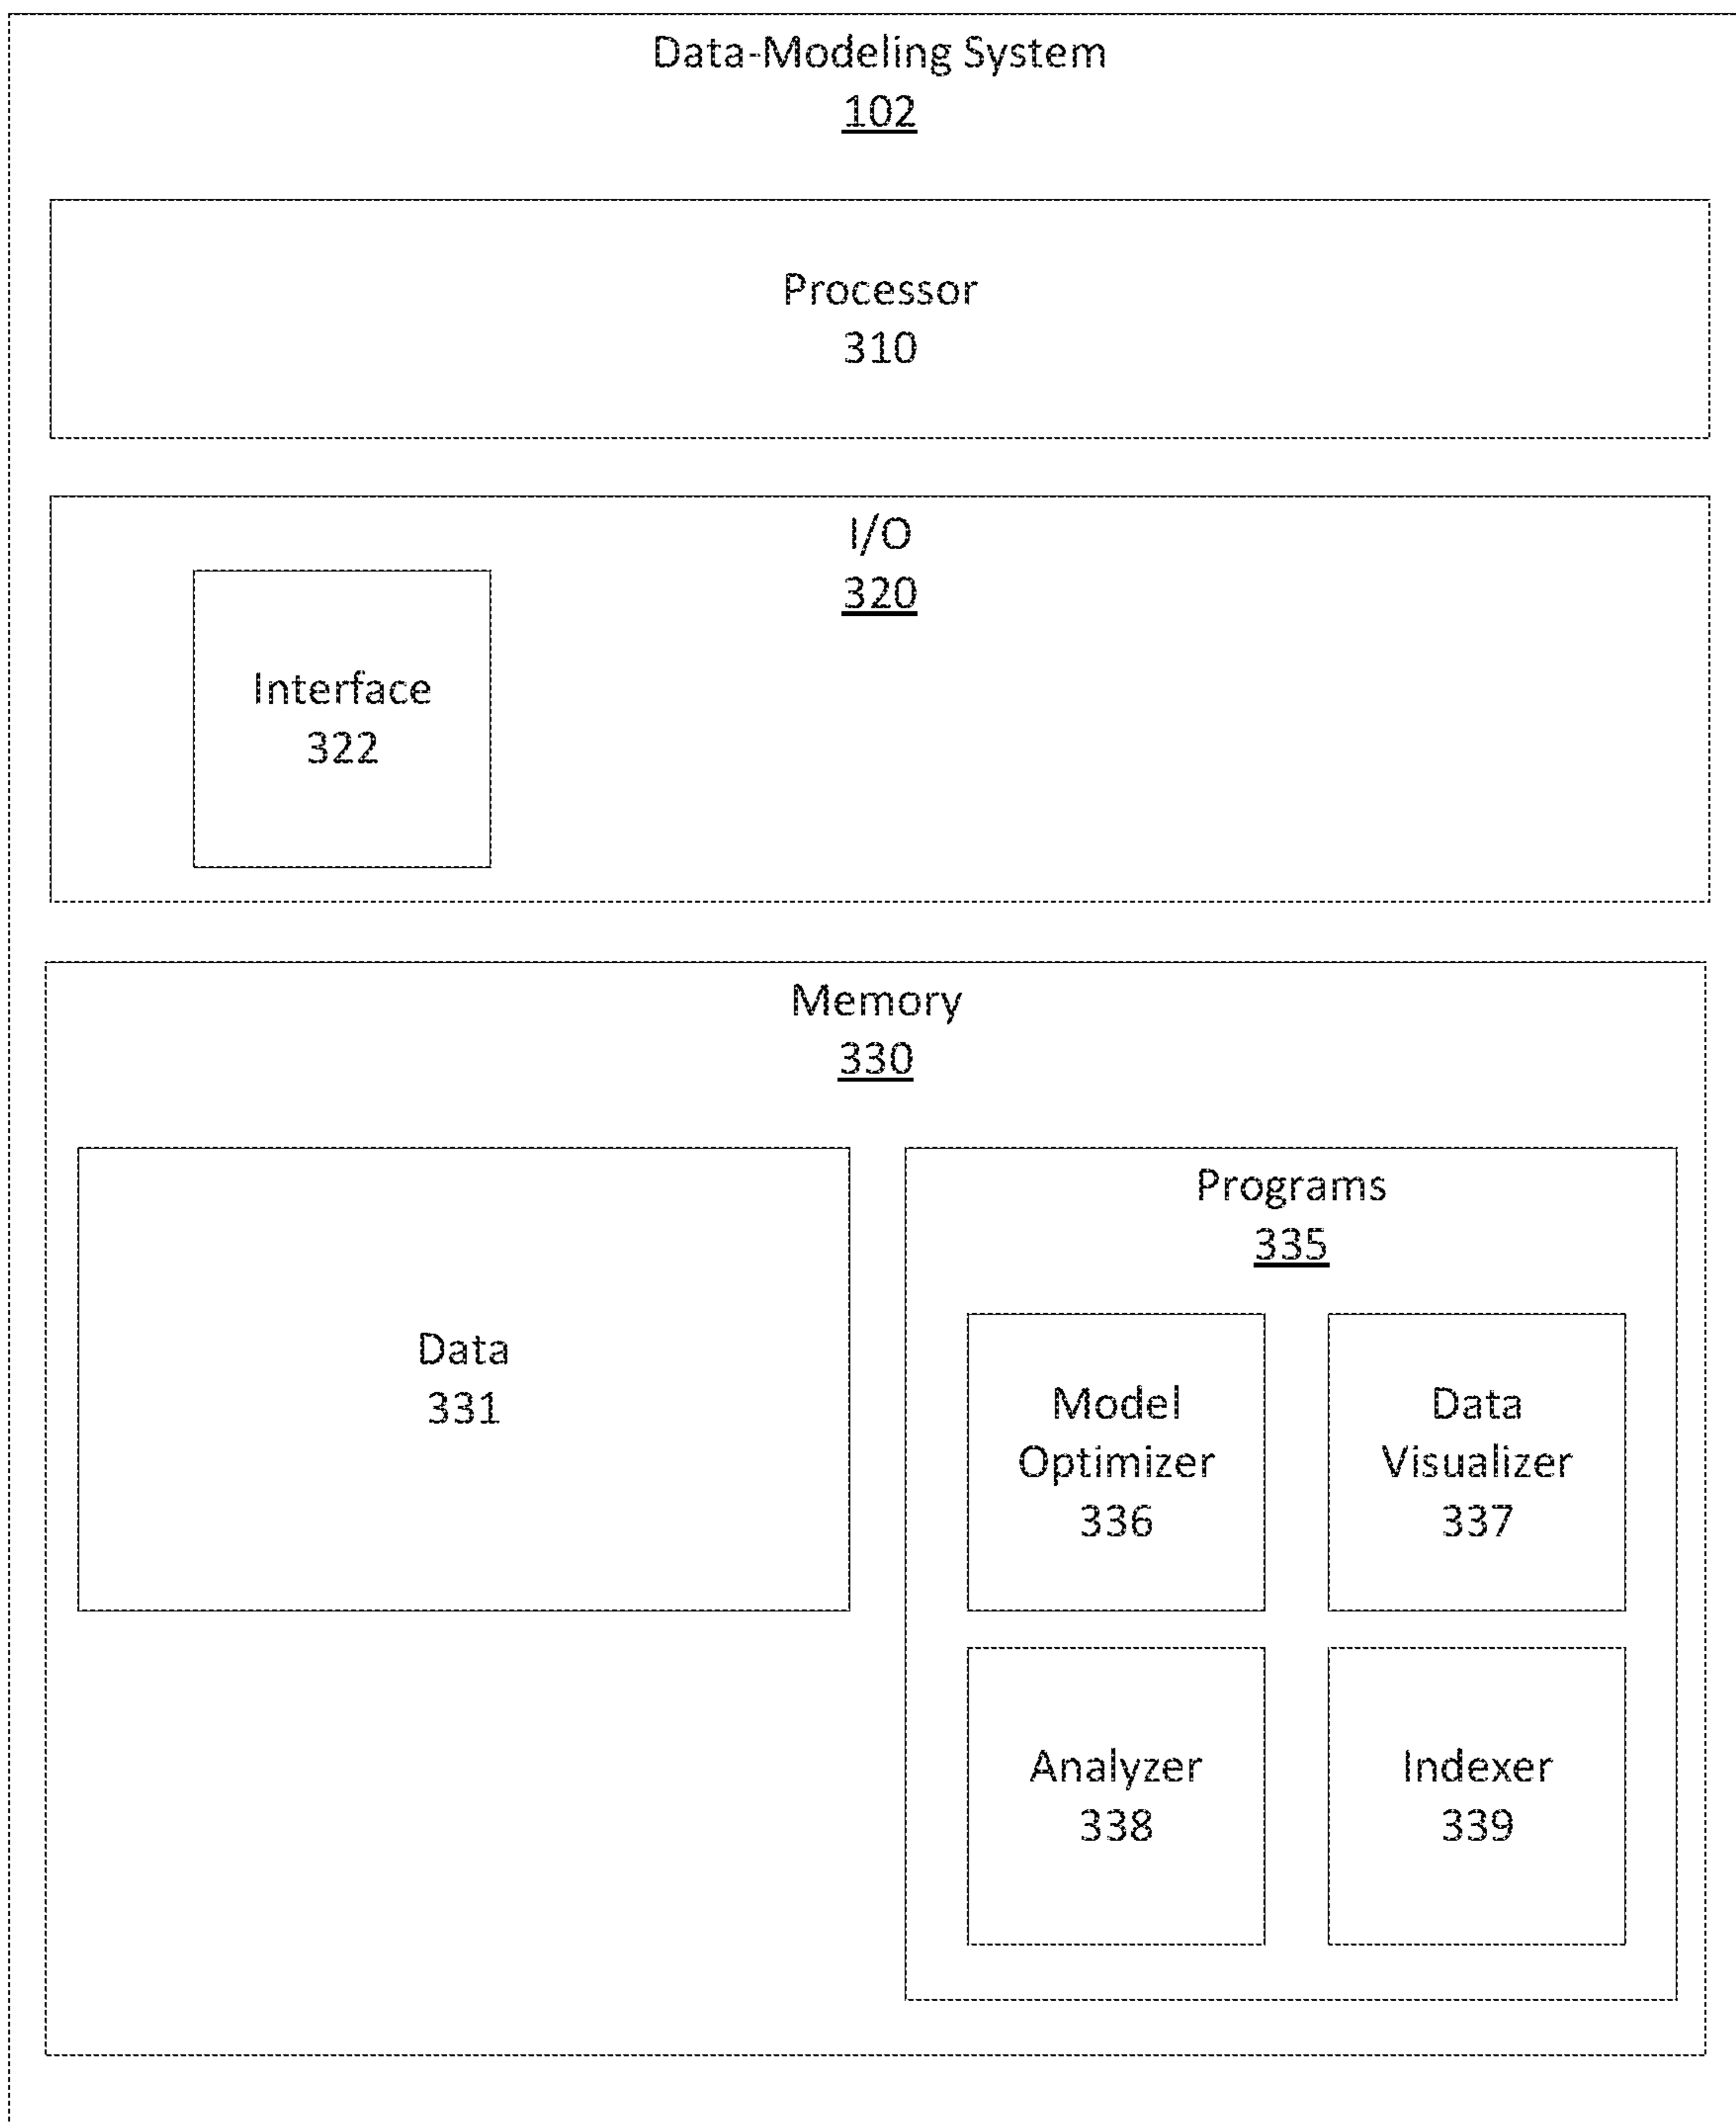 Data-Modeling System
102
Processor
310
I/O
320
Interface
322
Memory
330
Data
331
Programs
335
Model
Optimizer
336
Data
Visualizer
337
Analyzer
338
Indexer
339